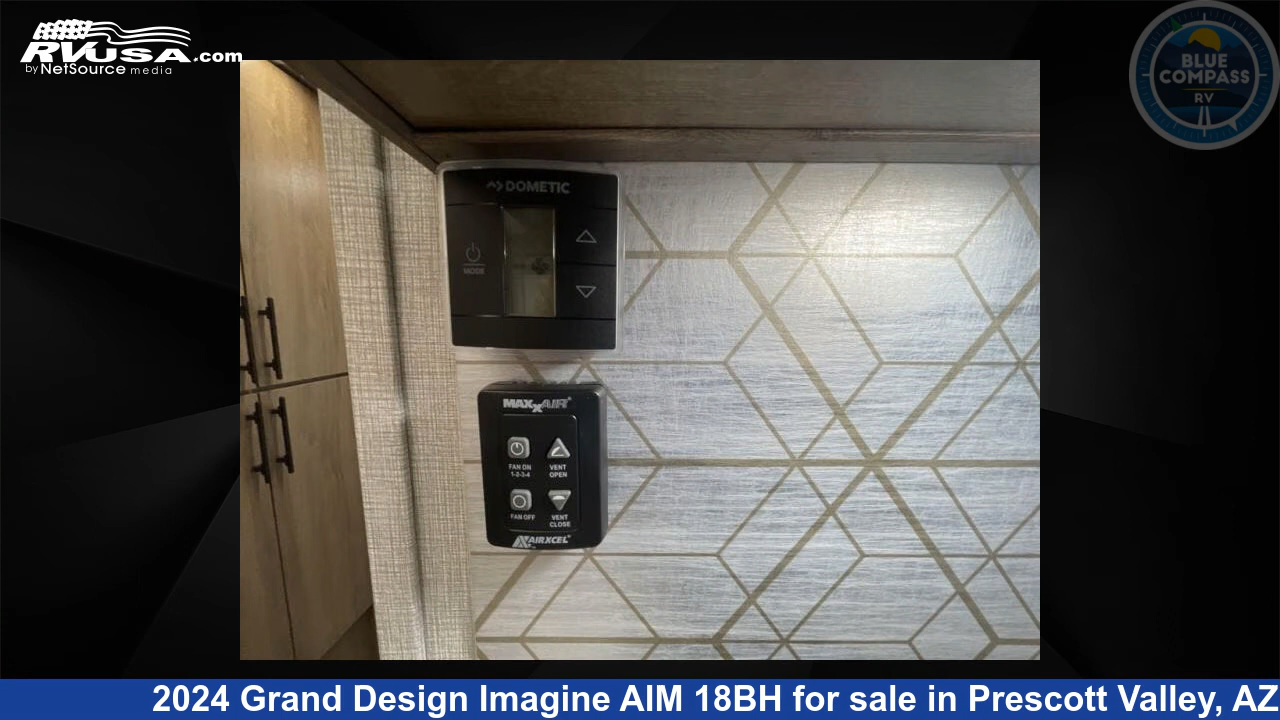 RVUSA.com
by NetSource media
BLUE
COMPASS
RV
DOMETIC
MODE
MAXXAIR®
FAN ON
1-2-3-4
VENT
OPEN
FAN OFF
VENT
CLOSE
AIRXCEL®
2024 Grand Design Imagine AIM 18BH for sale in Prescott Valley, AZ